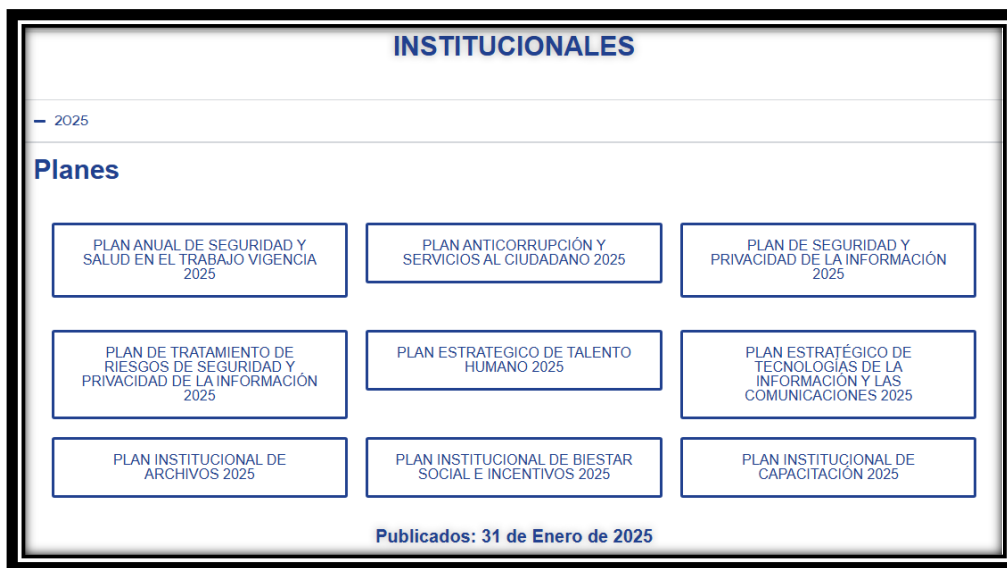 INSTITUCIONALES
2025
Planes
PLAN ANUAL DE SEGURIDAD Y
SALUD EN EL TRABAJO VIGENCIA
2025
PLAN ANTICORRUPCIÓN Y
SERVICIOS AL CIUDADANO 2025
PLAN DE SEGURIDAD Y
PRIVACIDAD DE LA INFORMACIÓN
2025
PLAN DE TRATAMIENTO DE
RIESGOS DE SEGURIDAD Y
PRIVACIDAD DE LA INFORMACIÓN
2025
PLAN ESTRATEGICO DE TALENTO
HUMANO 2025
PLAN ESTRATÉGICO DE
TECNOLOGÍAS DE LA
INFORMACIÓN Y LAS
COMUNICACIONES 2025
PLAN INSTITUCIONAL DE
ARCHIVOS 2025
PLAN INSTITUCIONAL DE BIESTAR
SOCIAL E INCENTIVOS 2025
PLAN INSTITUCIONAL DE
CAPACITACIÓN 2025
Publicados: 31 de Enero de 2025